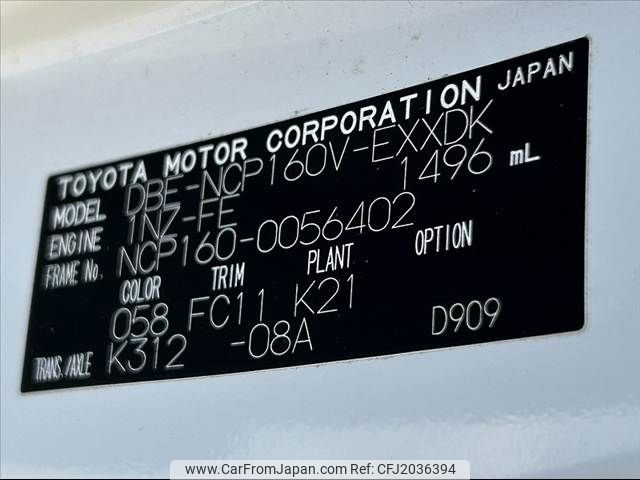 TOYOTA MOTOR CORPORATION JAPAN
MODEL DBE-NCP160V-EXXDK
ENGINE 1NZ-FE 1496 mL
FRAME No. NCP160-0056402
COLOR TRIM PLANT OPTION
058 FC11 K21
TRANS./AXLE K312 -08A D909
www.CarFromJapan.com CFJ2036394